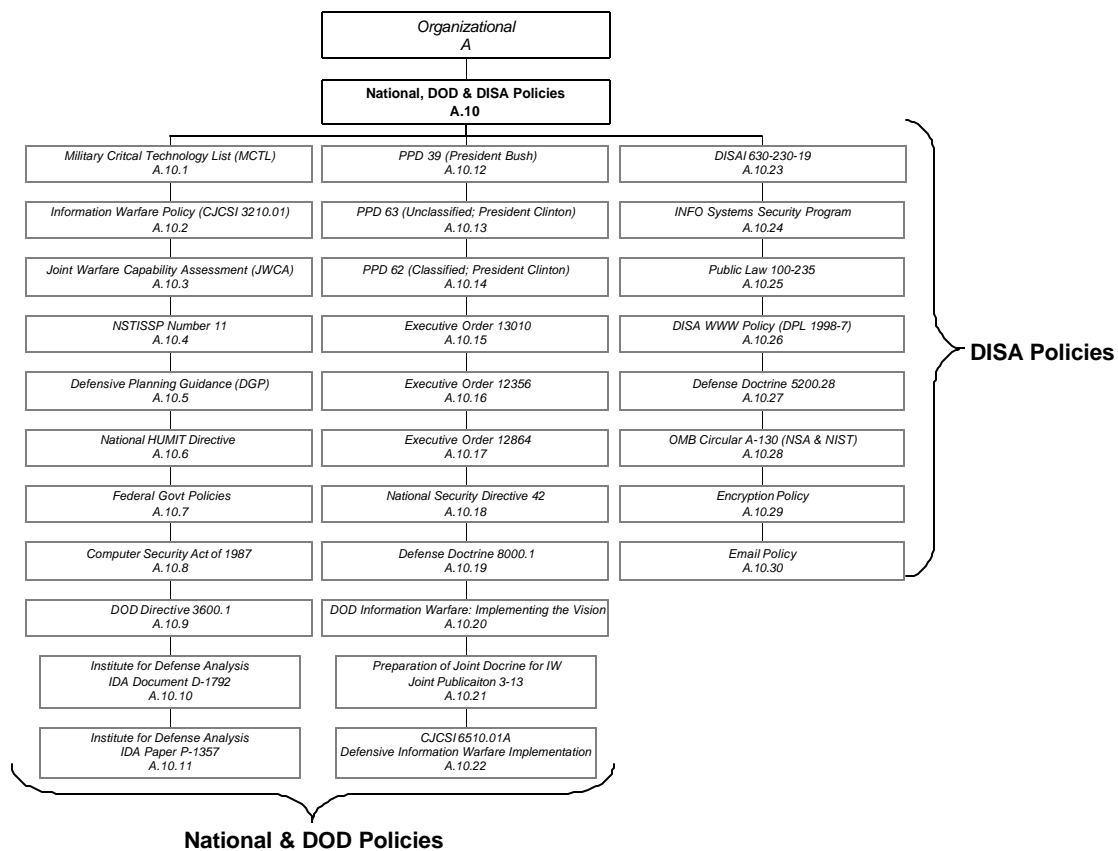 Organizational
A
National, DOD & DISA Policies
A.10
Military Critcal Technology List (MCTL)
A.10.1
Information Warfare Policy (CJCSI 3210.01)
A.10.2
Joint Warfare Capability Assessment (JWCA)
A.10.3
NSTISSP Number 11
A.10.4
Defensive Planning Guidance (DGP)
A.10.5
National HUMIT Directive
A.10.6
Federal Govt Policies
A.10.7
Computer Security Act of 1987
A.10.8
DOD Directive 3600.1
A.10.9
Institute for Defense Analysis
IDA Document D-1792
A.10.10
Institute for Defense Analysis
IDA Paper P-1357
A.10.11
PPD 39 (President Bush)
A.10.12
PPD 63 (Unclassified; President Clinton)
A.10.13
PPD 62 (Classified; President Clinton)
A.10.14
Executive Order 13010
A.10.15
Executive Order 12356
A.10.16
Executive Order 12864
A.10.17
National Security Directive 42
A.10.18
Defense Doctrine 8000.1
A.10.19
DOD Information Warfare: Implementing the Vision
A.10.20
Preparation of Joint Docrine for IW
Joint Publicaiton 3-13
A.10.21
CJCSI 6510.01A
Defensive Information Warfare Implementation
A.10.22
DISAI 630-230-19
A.10.23
INFO Systems Security Program
A.10.24
Public Law 100-235
A.10.25
DISA WWW Policy (DPL 1998-7)
A.10.26
Defense Doctrine 5200.28
A.10.27
OMB Circular A-130 (NSA & NIST)
A.10.28
Encryption Policy
A.10.29
Email Policy
A.10.30
DISA Policies
National & DOD Policies